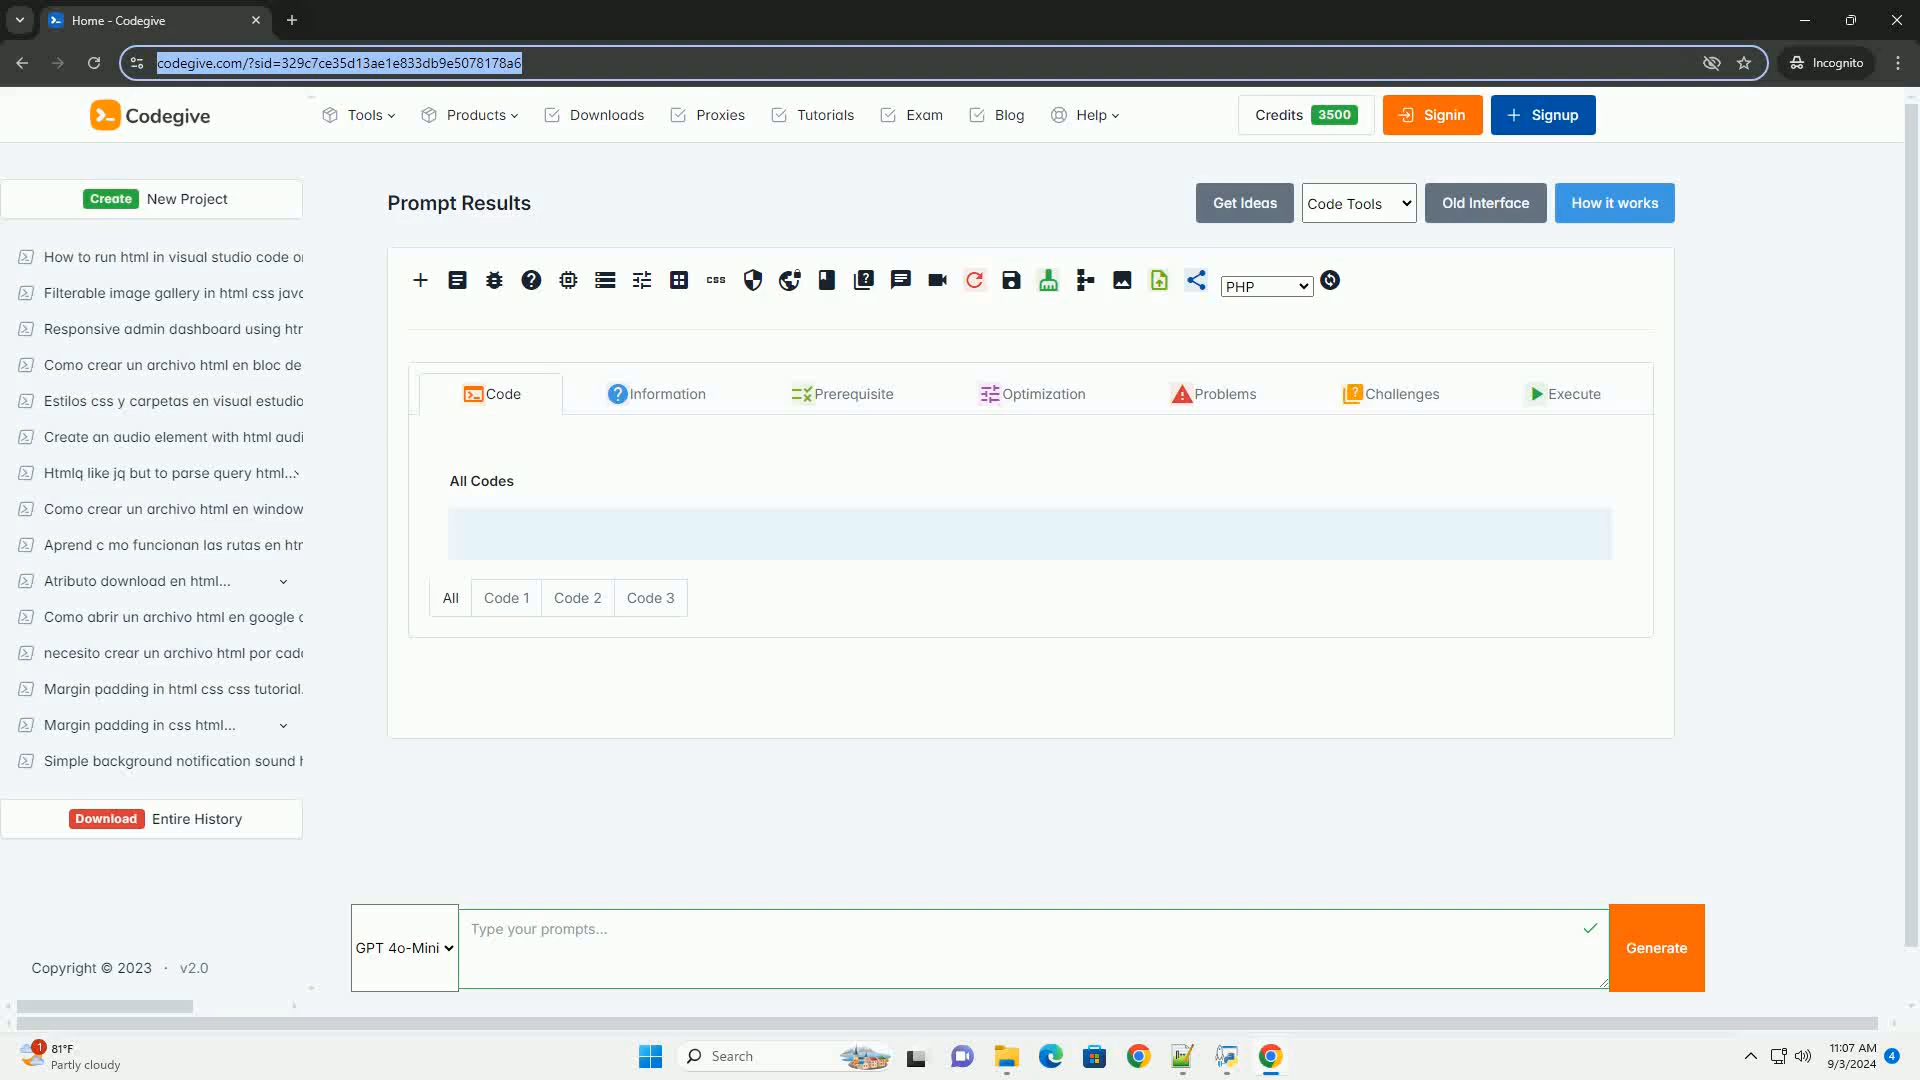 Home - Codegive
codegive.com/?sid=329c7ce35d13ae1e833db9e5078178a6
Incognito
Codegive
Tools
Products
Downloads
Proxies
Tutorials
Exam
Blog
Help
Credits 3500
Signin
Signup
Create New Project
How to run html in visual studio code
Filterable image gallery in html css
Responsive admin dashboard using
Como crear un archivo html en bloc de
Estilos css y carpetas en visual
Create an audio element with html
Htmlq like jq but to parse query html...
Como crear un archivo html en
Aprend c mo funcionan las rutas en
Atributo download en html...
Como abrir un archivo html en google
necesito crear un archivo html por
Margin padding in html css css tutorial
Margin padding in css html...
Simple background notification sound
Download Entire History
Copyright © 2023 · v2.0
Prompt Results
Get Ideas
Code Tools
Old Interface
How it works
css
PHP
Code
Information
Prerequisite
Optimization
Problems
Challenges
Execute
All Codes
All
Code 1
Code 2
Code 3
GPT 4o-Mini
Type your prompts...
Generate
1
81°F
Partly cloudy
Search
11:07 AM
9/3/2024
4